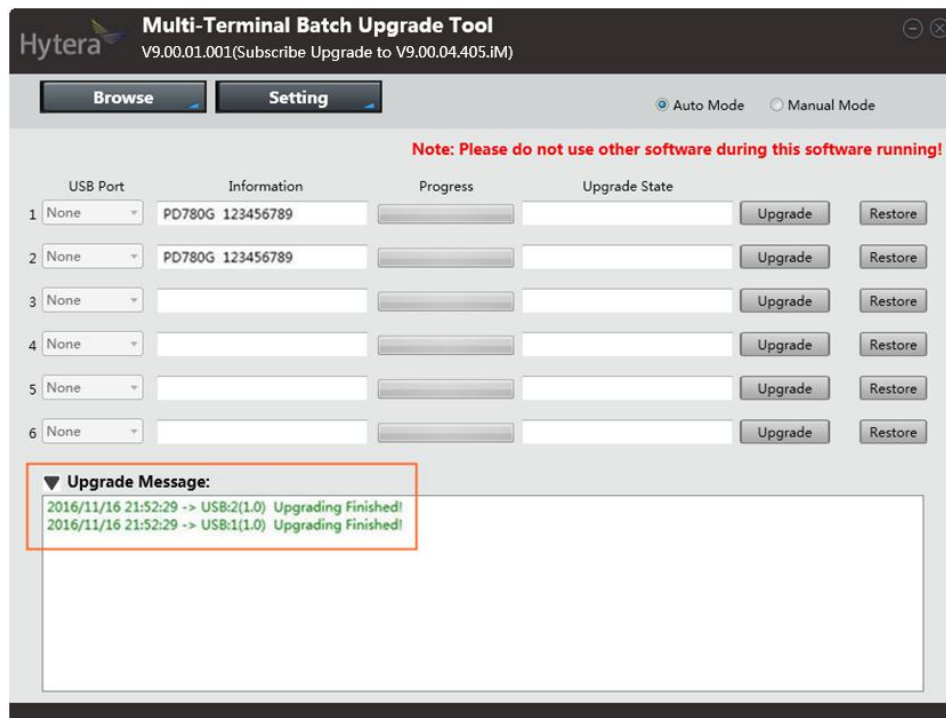 Hytera
Multi-Terminal Batch Upgrade Tool
V9.00.01.001(Subscribe Upgrade to V9.00.04.405.iM)
Browse Setting Auto Mode Manual Mode
Note: Please do not use other software during this software running!
USB Port Information Progress Upgrade State
1 None PD780G 123456789 Upgrade Restore
2 None PD780G 123456789 Upgrade Restore
3 None Upgrade Restore
4 None Upgrade Restore
5 None Upgrade Restore
6 None Upgrade Restore
Upgrade Message:
2016/11/16 21:52:29 -> USB:2(1.0) Upgrading Finished!
2016/11/16 21:52:29 -> USB:1(1.0) Upgrading Finished!